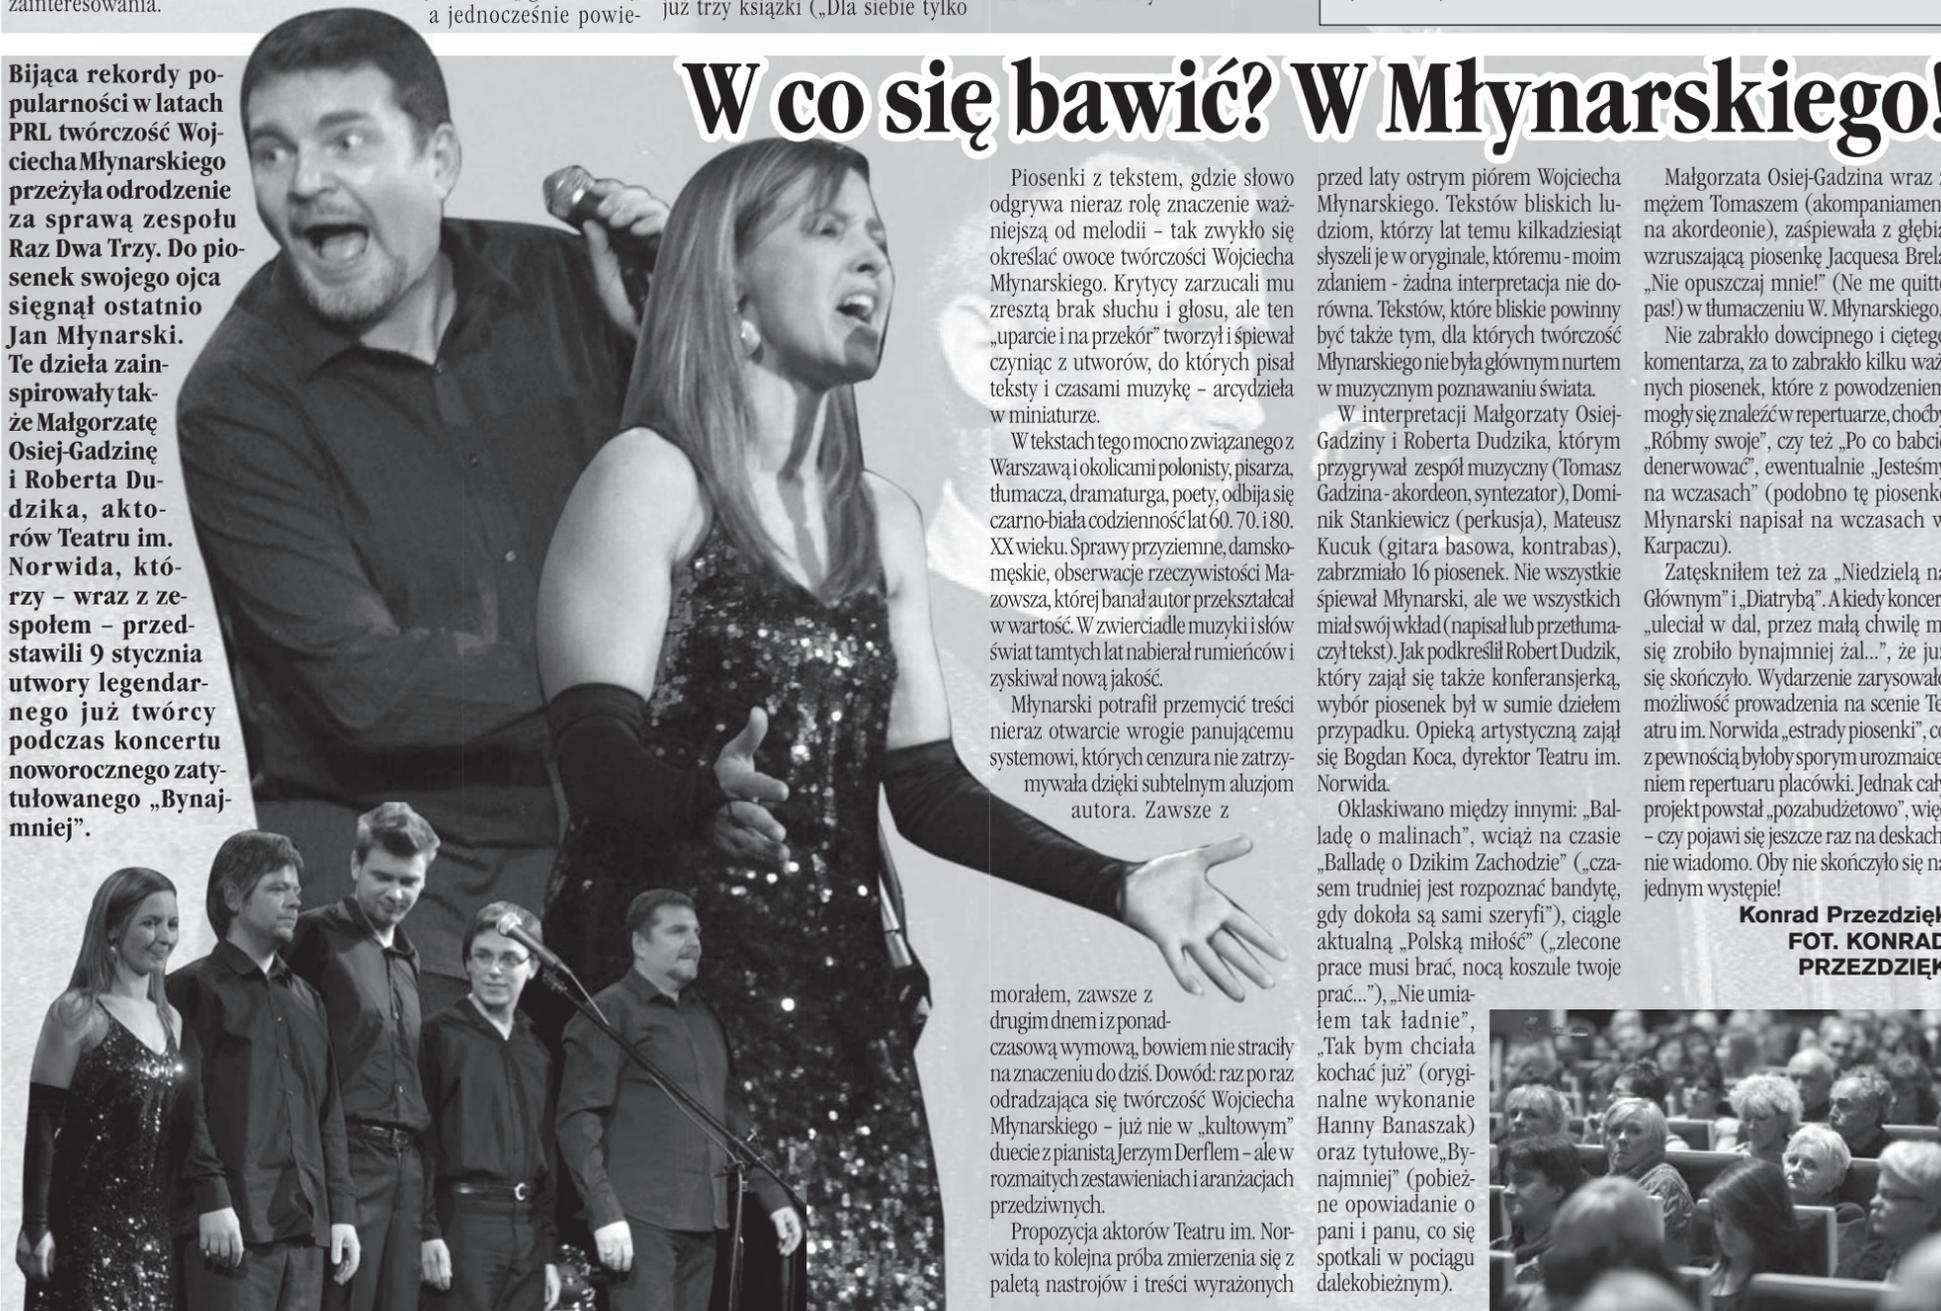 zainteresowania.
a jednocześnie powie-
już trzy książki („Dla siebie tylko
W co się bawić? W Młynarskiego!
Bijąca rekordy po-
pularności w latach
PRL twórczość Woj-
ciecha Młynarskiego
przeżyła odrodzenie
za sprawą zespołu
Raz Dwa Trzy. Do pio-
senek swojego ojca
sięgnął ostatnio
Jan Młynarski.
Te dzieła zain-
spirowały tak-
że Małgorzatę
Osiej-Gadzinę
i Roberta Du-
dzika, akto-
rów Teatru im.
Norwida, któ-
rzy – wraz z ze-
społem – przed-
stawili 9 stycznia
utwory legendar-
nego już twórcy
podczas koncertu
noworocznego zaty-
tułowanego „Bynaj-
mniej”.
Piosenki z tekstem, gdzie słowo
odgrywa nieraz rolę znaczenie waż-
niejszą od melodii – tak zwykło się
określać owoce twórczości Wojciecha
Młynarskiego. Krytycy zarzucali mu
zresztą brak słuchu i głosu, ale ten
„uparcie i na przekór” tworzył i śpiewał
czyniąc z utworów, do których pisał
teksty i czasami muzykę – arcydzieła
w miniaturze.
W tekstach tego mocno związanego z
Warszawą i okolicami polonisty, pisarza,
tłumacza, dramaturga, poety, odbija się
czarno-biała codzienność lat 60. 70. i 80.
XX wieku. Sprawy przyziemne, damsko-
męskie, obserwacje rzeczywistości Ma-
zowsza, której banał autor przekształcał
w wartość. W zwierciadle muzyki i słów
świat tamtych lat nabierał rumieńców i
zyskiwał nową jakość.
Młynarski potrafił przemycić treści
nieraz otwarcie wrogie panującemu
systemowi, których cenzura nie zatrzy-
mywała dzięki subtelnym aluzjom
autora. Zawsze z
morałem, zawsze z
drugim dnem i z ponad-
czasową wymową, bowiem nie straciły
na znaczeniu do dziś. Dowód: raz po raz
odradzająca się twórczość Wojciecha
Młynarskiego – już nie w „kultowym”
duecie z pianistą Jerzym Derflem – ale w
rozmaitych zestawieniach i aranżacjach
przedziwnych.
Propozycja aktorów Teatru im. Nor-
wida to kolejna próba zmierzenia się z
paletą nastrojów i treści wyrażonych
przed laty ostrym piórem Wojciecha
Młynarskiego. Tekstów bliskich lu-
dziom, którzy lat temu kilkadziesiąt
słyszeli je w oryginale, któremu - moim
zdaniem - żadna interpretacja nie do-
równa. Tekstów, które bliskie powinny
być także tym, dla których twórczość
Młynarskiego nie była głównym nurtem
w muzycznym poznawaniu świata.
W interpretacji Małgorzaty Osiej-
Gadziny i Roberta Dudzika, którym
przygrywał zespół muzyczny (Tomasz
Gadzina - akordeon, syntezator), Domi-
nik Stankiewicz (perkusja), Mateusz
Kucuk (gitara basowa, kontrabas),
zabrzmiało 16 piosenek. Nie wszystkie
śpiewał Młynarski, ale we wszystkich
miał swój wkład (napisał lub przetłuma-
czył tekst). Jak podkreślił Robert Dudzik,
który zajął się także konferansjerką,
wybór piosenek był w sumie dziełem
przypadku. Opieką artystyczną zajął
się Bogdan Koca, dyrektor Teatru im.
Norwida.
Oklaskiwano między innymi: „Bal-
ladę o malinach”, wciąż na czasie
„Balladę o Dzikim Zachodzie” („cza-
sem trudniej jest rozpoznać bandytę,
gdy dokoła są sami szeryfi”), ciągle
aktualną „Polską miłość” („zlecone
prace musi brać, nocą koszule twoje
prać...”), „Nie umia-
łem tak ładnie”,
„Tak bym chciała
kochać już” (orygi-
nalne wykonanie
Hanny Banaszak)
oraz tytułowe„By-
najmniej” (pobież-
ne opowiadanie o
pani i panu, co się
spotkali w pociągu
dalekobieżnym).
Małgorzata Osiej-Gadzina wraz z
mężem Tomaszem (akompaniamen
na akordeonie), zaśpiewała z głębią
wzruszającą piosenkę Jacquesa Brela
„Nie opuszczaj mnie!” (Ne me quitte
pas!) w tłumaczeniu W. Młynarskiego.
Nie zabrakło dowcipnego i ciętego
komentarza, za to zabrakło kilku waż
nych piosenek, które z powodzeniem
mogły się znaleźć w repertuarze, choćby
„Róbmy swoje”, czy też „Po co babcię
denerwować”, ewentualnie „Jesteśmy
na wczasach” (podobno tę piosenkę
Młynarski napisał na wczasach w
Karpaczu).
Zatęskniłem też za „Niedzielą na
Głównym” i „Diatrybą”. A kiedy koncer
„uleciał w dal, przez małą chwilę m
się zrobiło bynajmniej żal...”, że już
się skończyło. Wydarzenie zarysowało
możliwość prowadzenia na scenie Te
atru im. Norwida „estrady piosenki”, co
z pewnością byłoby sporym urozmaice
niem repertuaru placówki. Jednak cały
projekt powstał „pozabudżetowo”, więc
– czy pojawi się jeszcze raz na deskach
nie wiadomo. Oby nie skończyło się na
jednym występie!
Konrad Przezdzięk
FOT. KONRAD
PRZEZDZIĘK